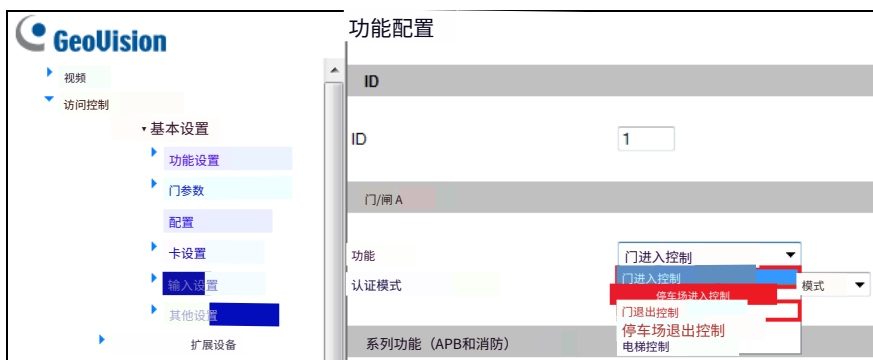 GeoVision
视频
访问控制
基本设置
功能设置
门参数
配置
卡设置
输入设置
其他设置
扩展设备
功能配置
ID
ID
1
门/闸 A
功能
门进入控制
认证模式
模式
门进入控制
停车场进入控制
门退出控制
停车场退出控制
电梯控制
系列功能（APB和消防）